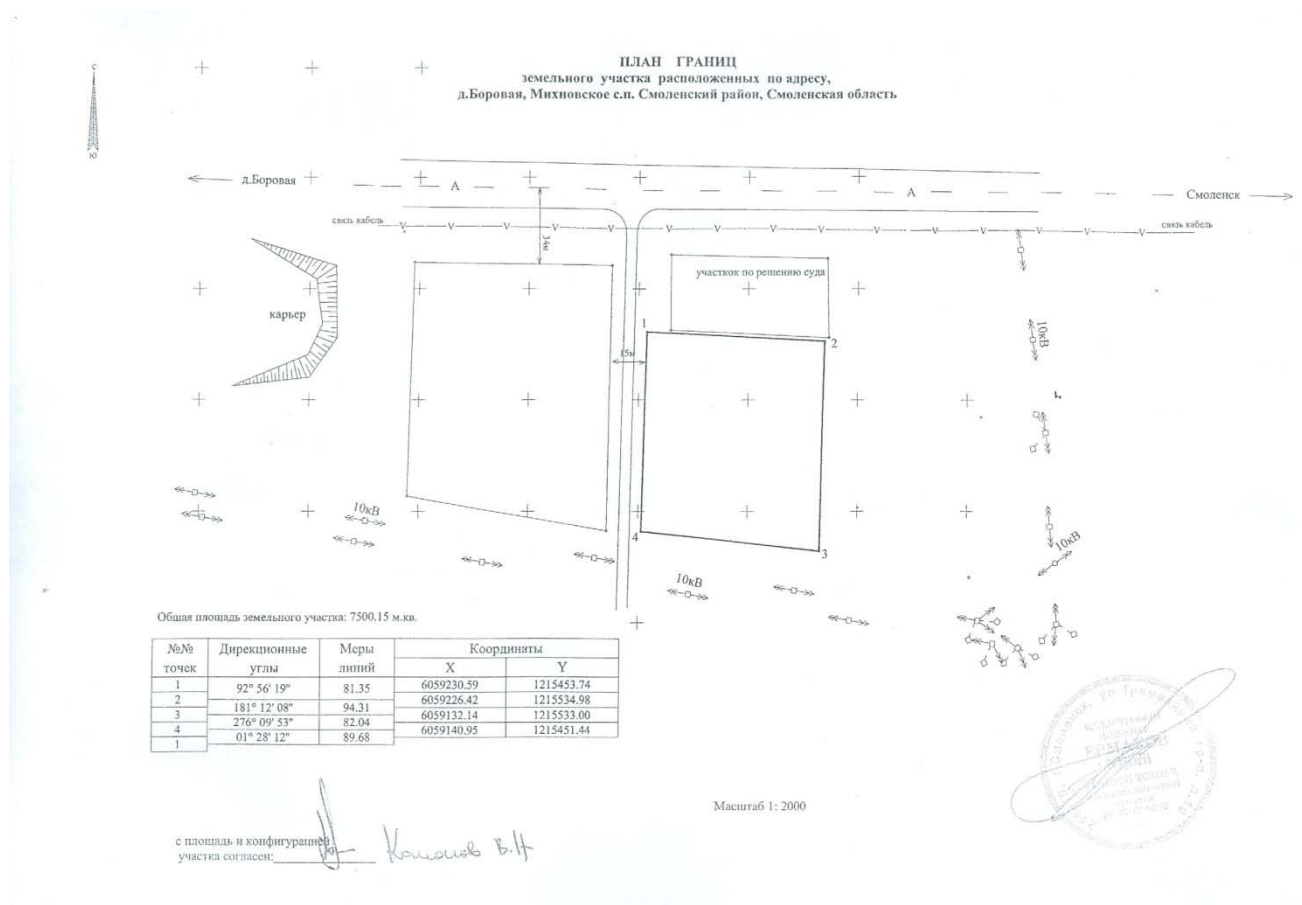 ПЛАН ГРАНИЦ
земельного участка расположенных по адресу,
д.Боровая, Михновское с.п. Смоленский район, Смоленская область
С
Ю
д.Боровая
А
А
Смоленск
связь кабель
V V V V V V V V V V V V V V
связь кабель
34м
участкок по решению суда
карьер
1
2
15м
10кВ
10кВ
4
3
10кВ
10кВ
Общая площадь земельного участка: 7500.15 м.кв.
№№ точек Дирекционные углы Меры линий Координаты
X Y
1 92° 56' 19" 81.35 6059230.59 1215453.74
2 181° 12' 08" 94.31 6059226.42 1215534.98
3 276° 09' 53" 82.04 6059132.14 1215533.00
4 01° 28' 12" 89.68 6059140.95 1215451.44
1
Масштаб 1: 2000
с площадь и конфигурацией
участка согласен: